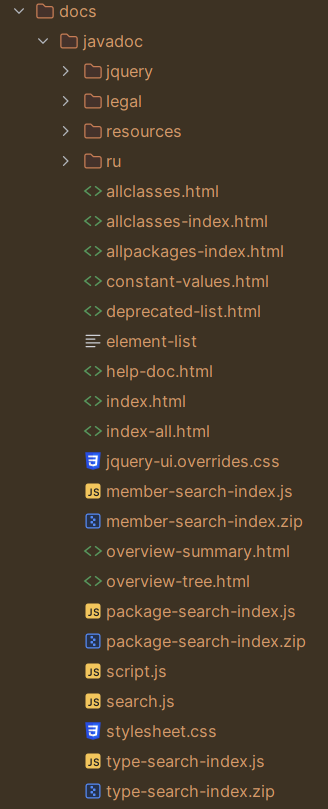 docs
javadoc
jquery
legal
resources
ru
allclasses.html
allclasses-index.html
allpackages-index.html
constant-values.html
deprecated-list.html
element-list
help-doc.html
index.html
index-all.html
jquery-ui.overrides.css
JS member-search-index.js
member-search-index.zip
overview-summary.html
overview-tree.html
JS package-search-index.js
package-search-index.zip
JS script.js
JS search.js
stylesheet.css
JS type-search-index.js
type-search-index.zip